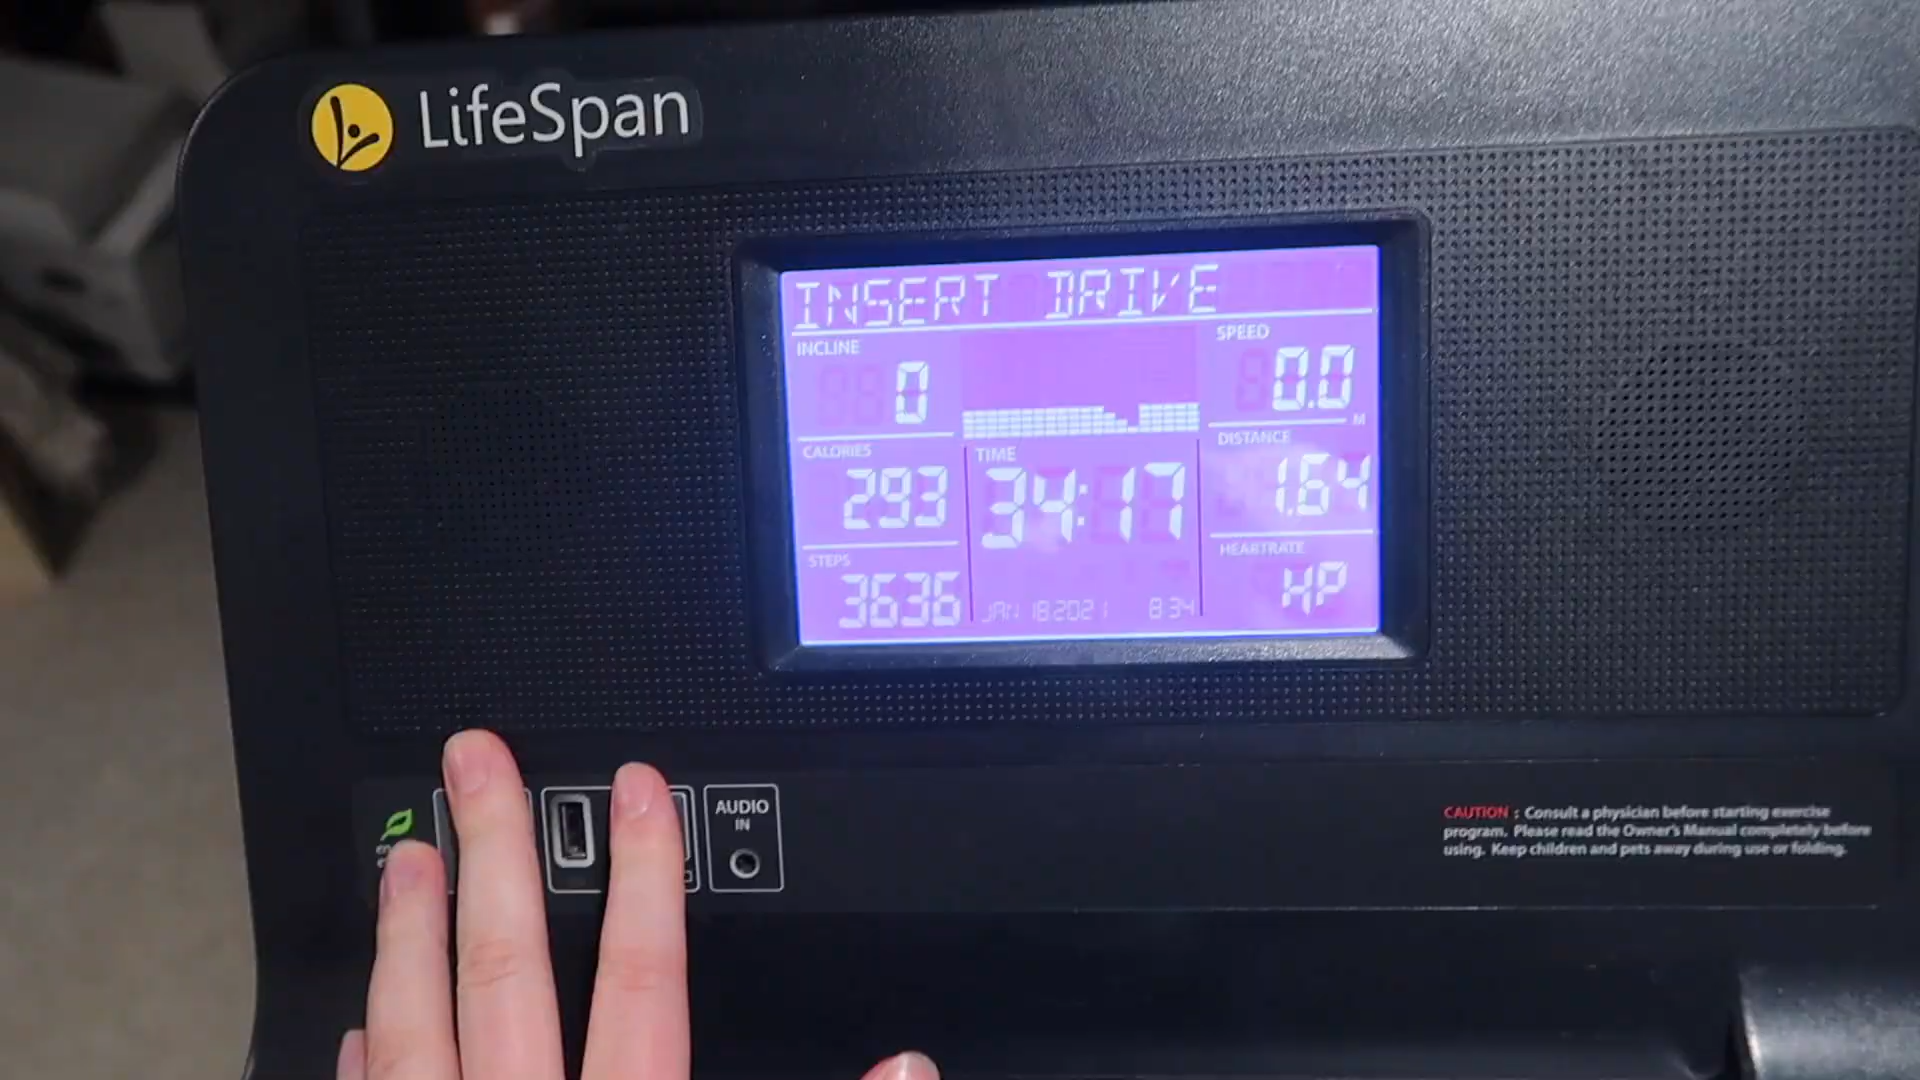 LifeSpan
INSERT DRIVE
INCLINE
0
SPEED
0.0
M
CALORIES
293
TIME
34:17
DISTANCE
1.64
STEPS
3636
JAN 18 2021 8:34
HEARTRATE
HP
AUDIO
IN
CAUTION : Consult a physician before starting exercise
program. Please read the Owner's Manual completely before
using. Keep children and pets away during use or folding.